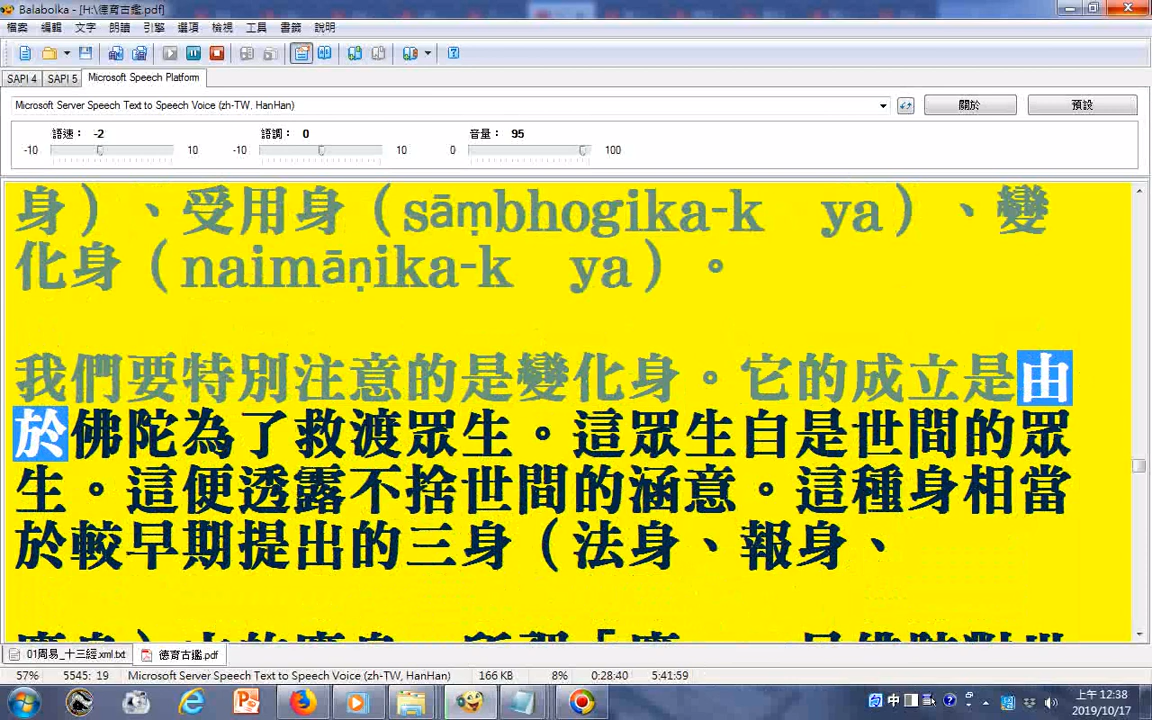 Balabolka - [H:\德育古鑑.pdf]
檔案 編輯 文字 朗讀 引擎 選項 檢視 工具 書籤 說明
SAPI 4 SAPI 5 Microsoft Speech Platform
Microsoft Server Speech Text to Speech Voice (zh-TW, HanHan) 關於 預設
語速： -2 語調： 0 音量： 95
-10 10 -10 10 0 100
身）、受用身（sāṃbhogika-k ya）、變
化身（naimāṇika-k ya）。
我們要特別注意的是變化身。它的成立是由
於佛陀為了救渡眾生。這眾生自是世間的眾
生。這便透露不捨世間的涵意。這種身相當
於較早期提出的三身（法身、報身、
01周易_十三經.xml.txt 德育古鑑.pdf
57% 5545: 19 Microsoft Server Speech Text to Speech Voice (zh-TW, HanHan) 166 KB 8% 0:28:40 5:41:59
中 上午 12:38
2019/10/17